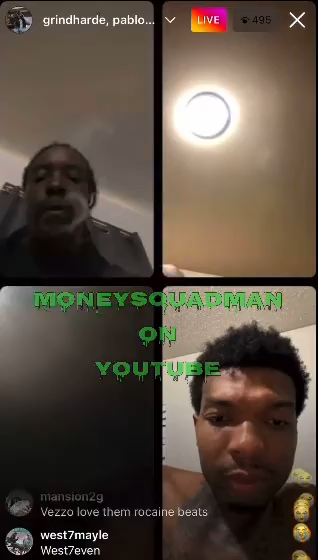 grindharde, pablo...
LIVE
495
MONEYSQUADMAN
ON
YOUTUBE
mansion2g
Vezzo love them rocaine beats
west7mayle
West7even